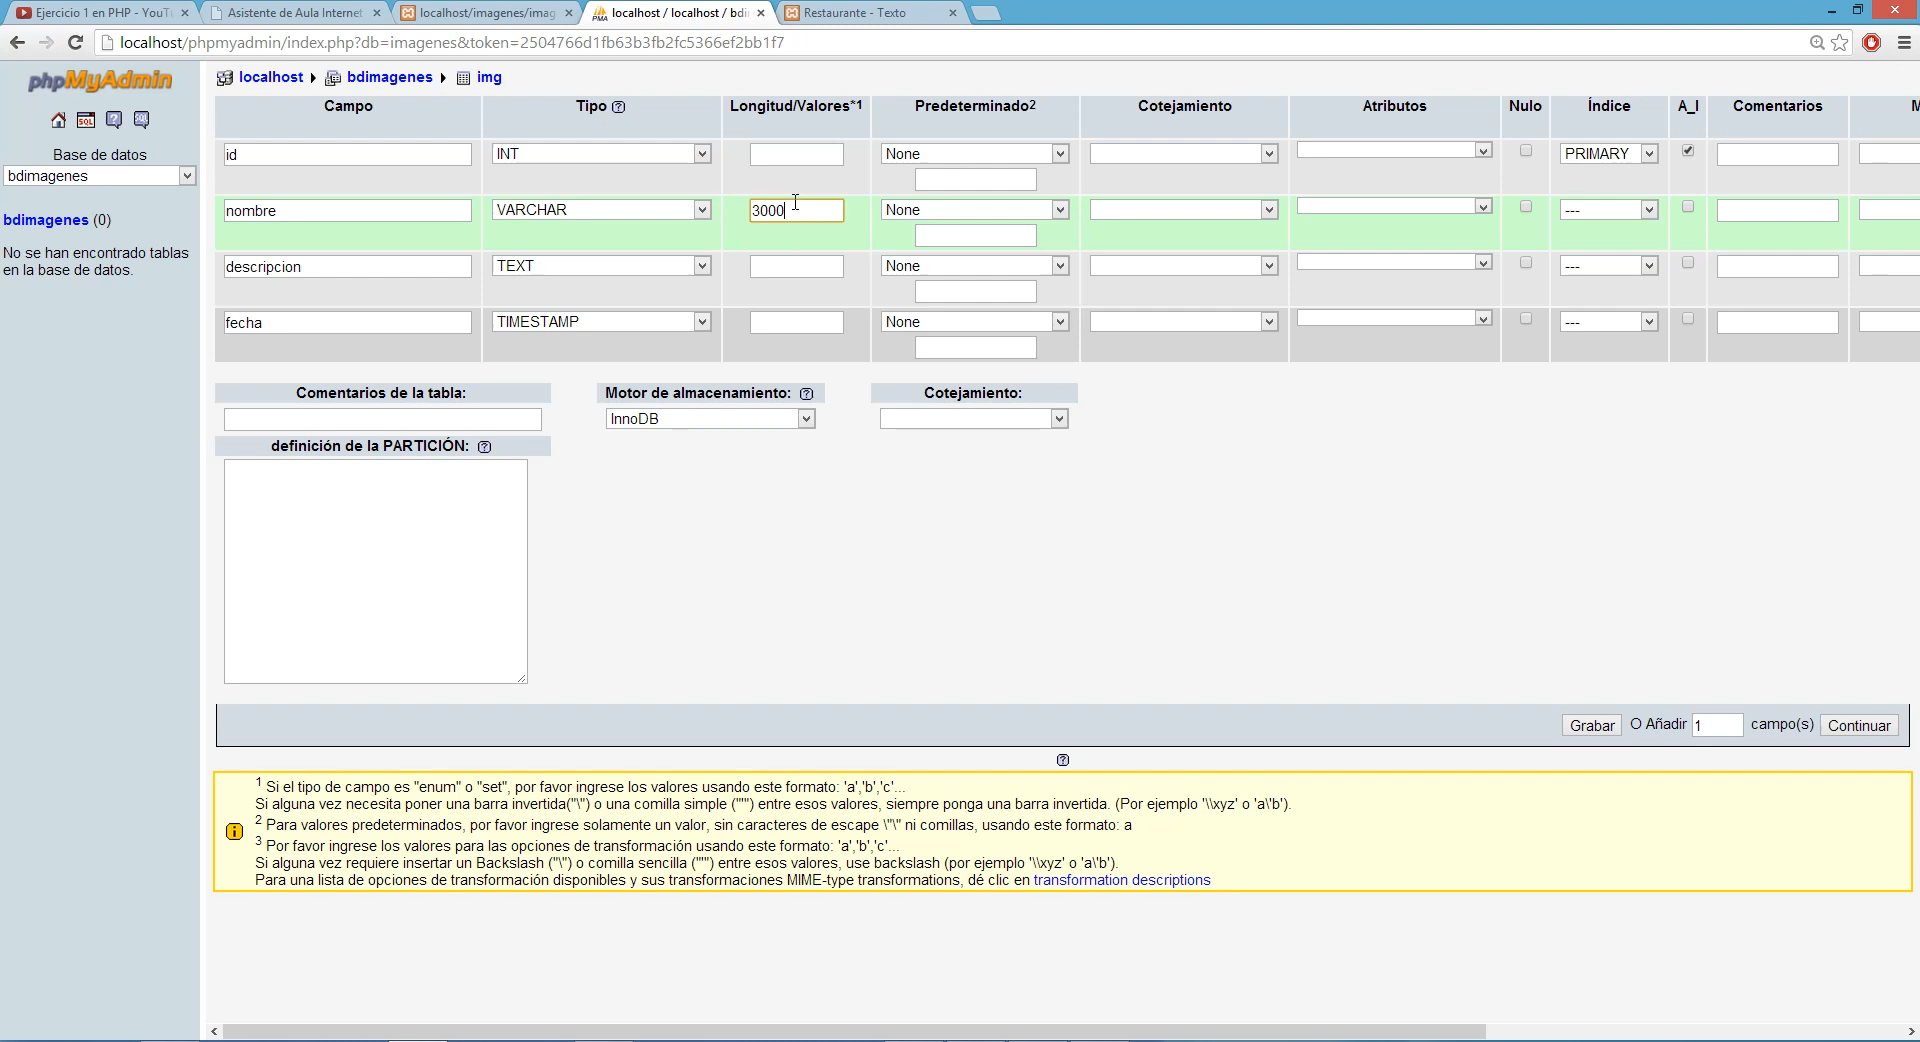 Ejercicio 1 en PHP - YouTu
Asistente de Aula Internet
localhost/imagenes/imag
localhost / localhost / bdi
Restaurante - Texto
localhost/phpmyadmin/index.php?db=imagenes&token=2504766d1fb63b3fb2fc5366ef2bb1f7
phpMyAdmin
SQL
Base de datos
bdimagenes
bdimagenes (0)
No se han encontrado tablas
en la base de datos.
localhost bdimagenes img
Campo Tipo Longitud/Valores*1 Predeterminado2 Cotejamiento Atributos Nulo Índice A_I Comentarios M
id INT None PRIMARY
nombre VARCHAR 3000 None ---
descripcion TEXT None ---
fecha TIMESTAMP None ---
Comentarios de la tabla: Motor de almacenamiento: Cotejamiento:
InnoDB
definición de la PARTICIÓN:
Grabar O Añadir 1 campo(s) Continuar
1 Si el tipo de campo es "enum" o "set", por favor ingrese los valores usando este formato: 'a','b','c'...
Si alguna vez necesita poner una barra invertida("\") o una comilla simple ("'") entre esos valores, siempre ponga una barra invertida. (Por ejemplo '\\xyz' o 'a\'b').
2 Para valores predeterminados, por favor ingrese solamente un valor, sin caracteres de escape \"\" ni comillas, usando este formato: a
3 Por favor ingrese los valores para las opciones de transformación usando este formato: 'a','b','c'...
Si alguna vez requiere insertar un Backslash ("\") o comilla sencilla ("'") entre esos valores, use backslash (por ejemplo '\\xyz' o 'a\'b').
Para una lista de opciones de transformación disponibles y sus transformaciones MIME-type transformations, dé clic en transformation descriptions